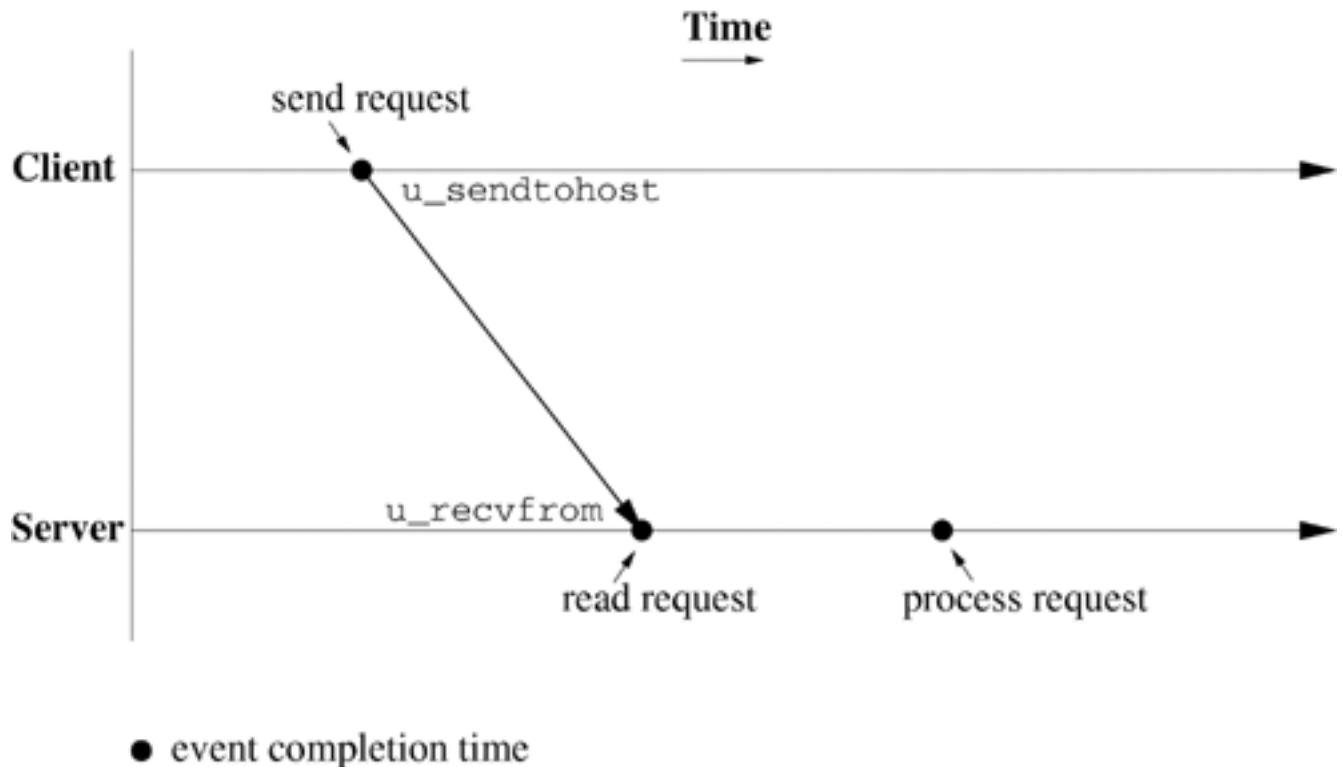 Time
send request
Client
u_sendtohost
Server
u_recvfrom
read request
process request
event completion time